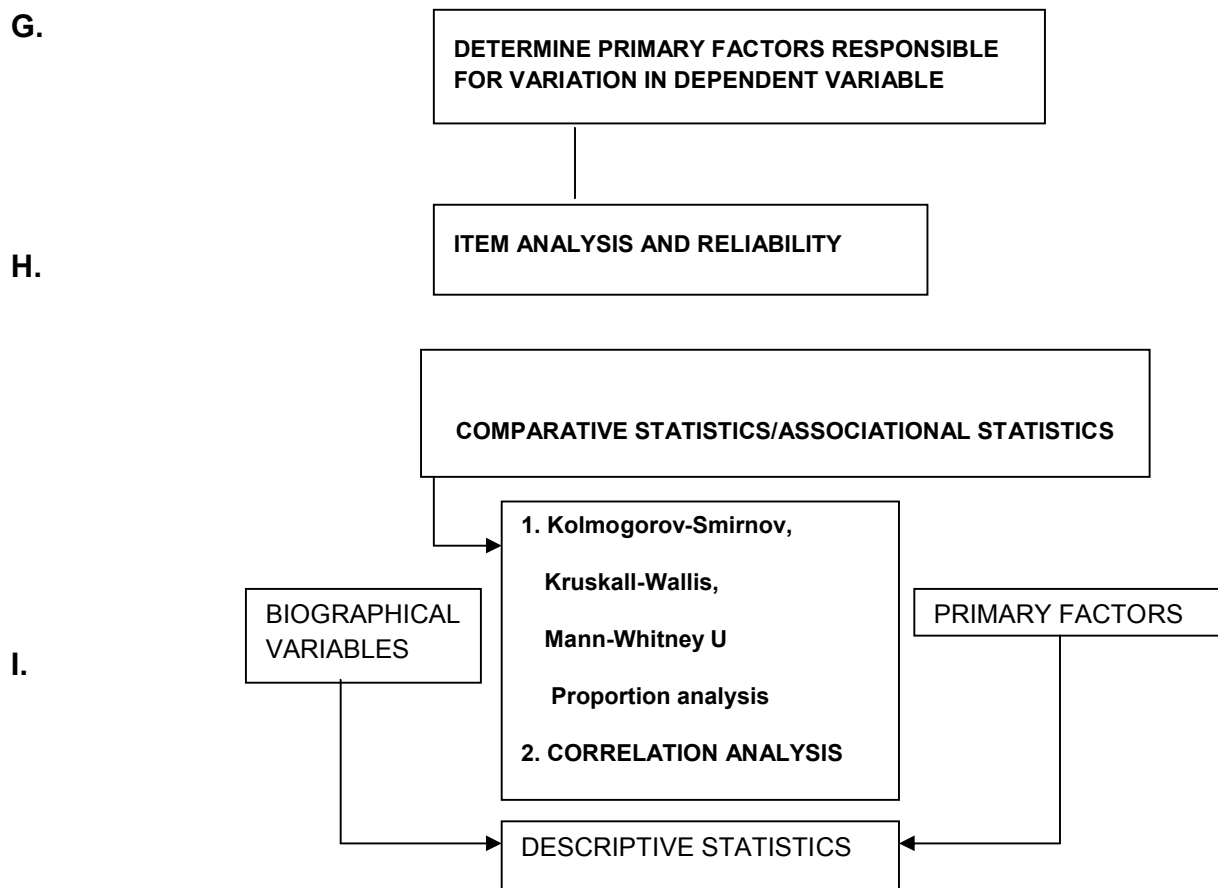 G.
DETERMINE PRIMARY FACTORS RESPONSIBLE
FOR VARIATION IN DEPENDENT VARIABLE
ITEM ANALYSIS AND RELIABILITY
H.
COMPARATIVE STATISTICS/ASSOCIATIONAL STATISTICS
1. Kolmogorov-Smirnov,
Kruskall-Wallis,
Mann-Whitney U
Proportion analysis
2. CORRELATION ANALYSIS
BIOGRAPHICAL
VARIABLES
PRIMARY FACTORS
I.
DESCRIPTIVE STATISTICS